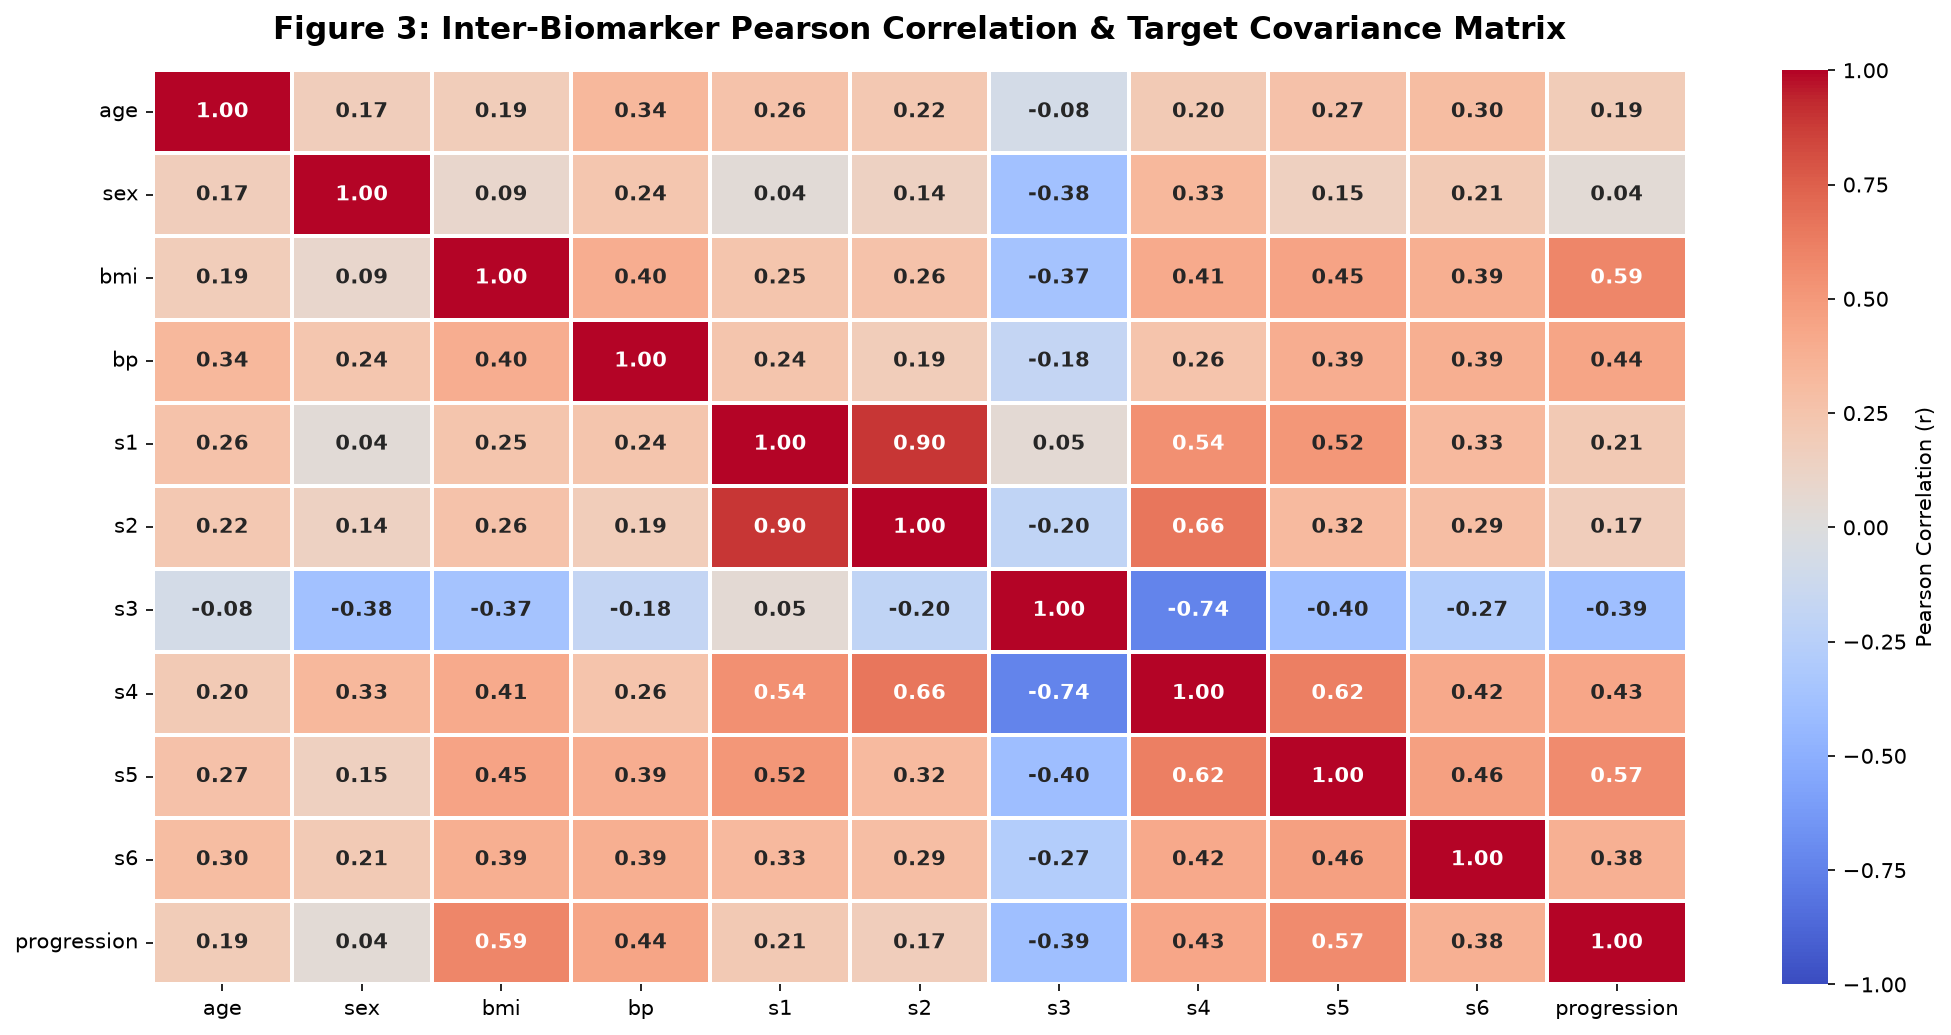 Figure 3: Inter-Biomarker Pearson Correlation & Target Covariance Matrix
age 1.00 0.17 0.19 0.34 0.26 0.22 -0.08 0.20 0.27 0.30 0.19
sex 0.17 1.00 0.09 0.24 0.04 0.14 -0.38 0.33 0.15 0.21 0.04
bmi 0.19 0.09 1.00 0.40 0.25 0.26 -0.37 0.41 0.45 0.39 0.59
bp 0.34 0.24 0.40 1.00 0.24 0.19 -0.18 0.26 0.39 0.39 0.44
s1 0.26 0.04 0.25 0.24 1.00 0.90 0.05 0.54 0.52 0.33 0.21
s2 0.22 0.14 0.26 0.19 0.90 1.00 -0.20 0.66 0.32 0.29 0.17
s3 -0.08 -0.38 -0.37 -0.18 0.05 -0.20 1.00 -0.74 -0.40 -0.27 -0.39
s4 0.20 0.33 0.41 0.26 0.54 0.66 -0.74 1.00 0.62 0.42 0.43
s5 0.27 0.15 0.45 0.39 0.52 0.32 -0.40 0.62 1.00 0.46 0.57
s6 0.30 0.21 0.39 0.39 0.33 0.29 -0.27 0.42 0.46 1.00 0.38
progression 0.19 0.04 0.59 0.44 0.21 0.17 -0.39 0.43 0.57 0.38 1.00
age sex bmi bp s1 s2 s3 s4 s5 s6 progression
1.00
0.75
0.50
0.25
0.00
−0.25
−0.50
−0.75
−1.00
Pearson Correlation (r)